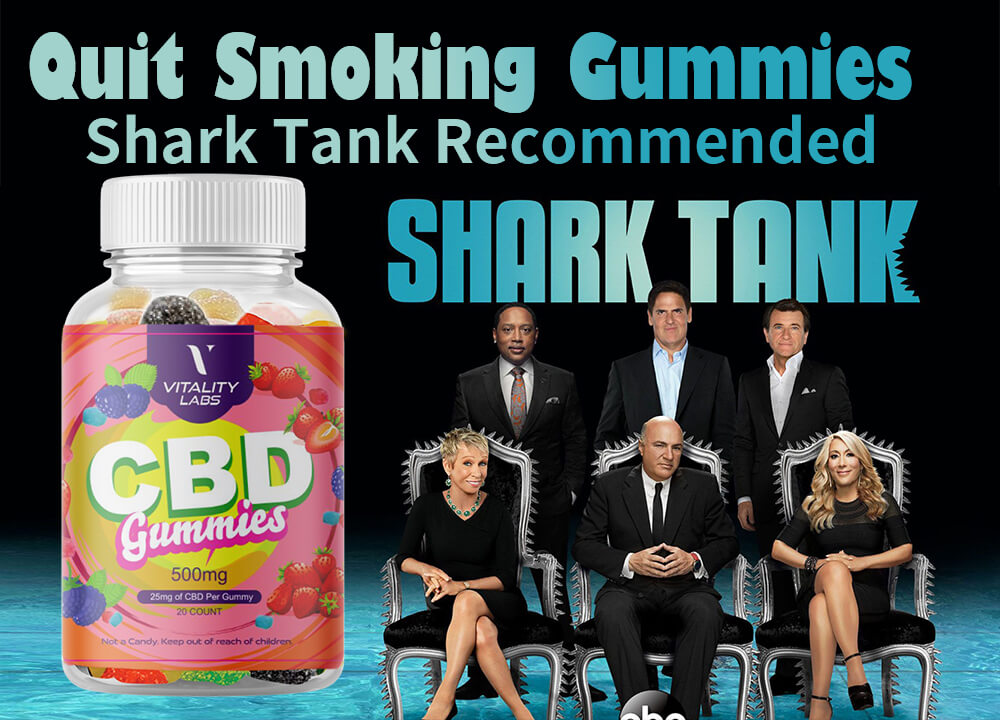 Quit Smoking Gummies
Shark Tank Recommended
SHARK TANK
V
VITALITY
LABS
CBD
Gummies
500mg
25mg of CBD Per Gummy
20 COUNT
Not a Candy. Keep out of reach of children.
abc